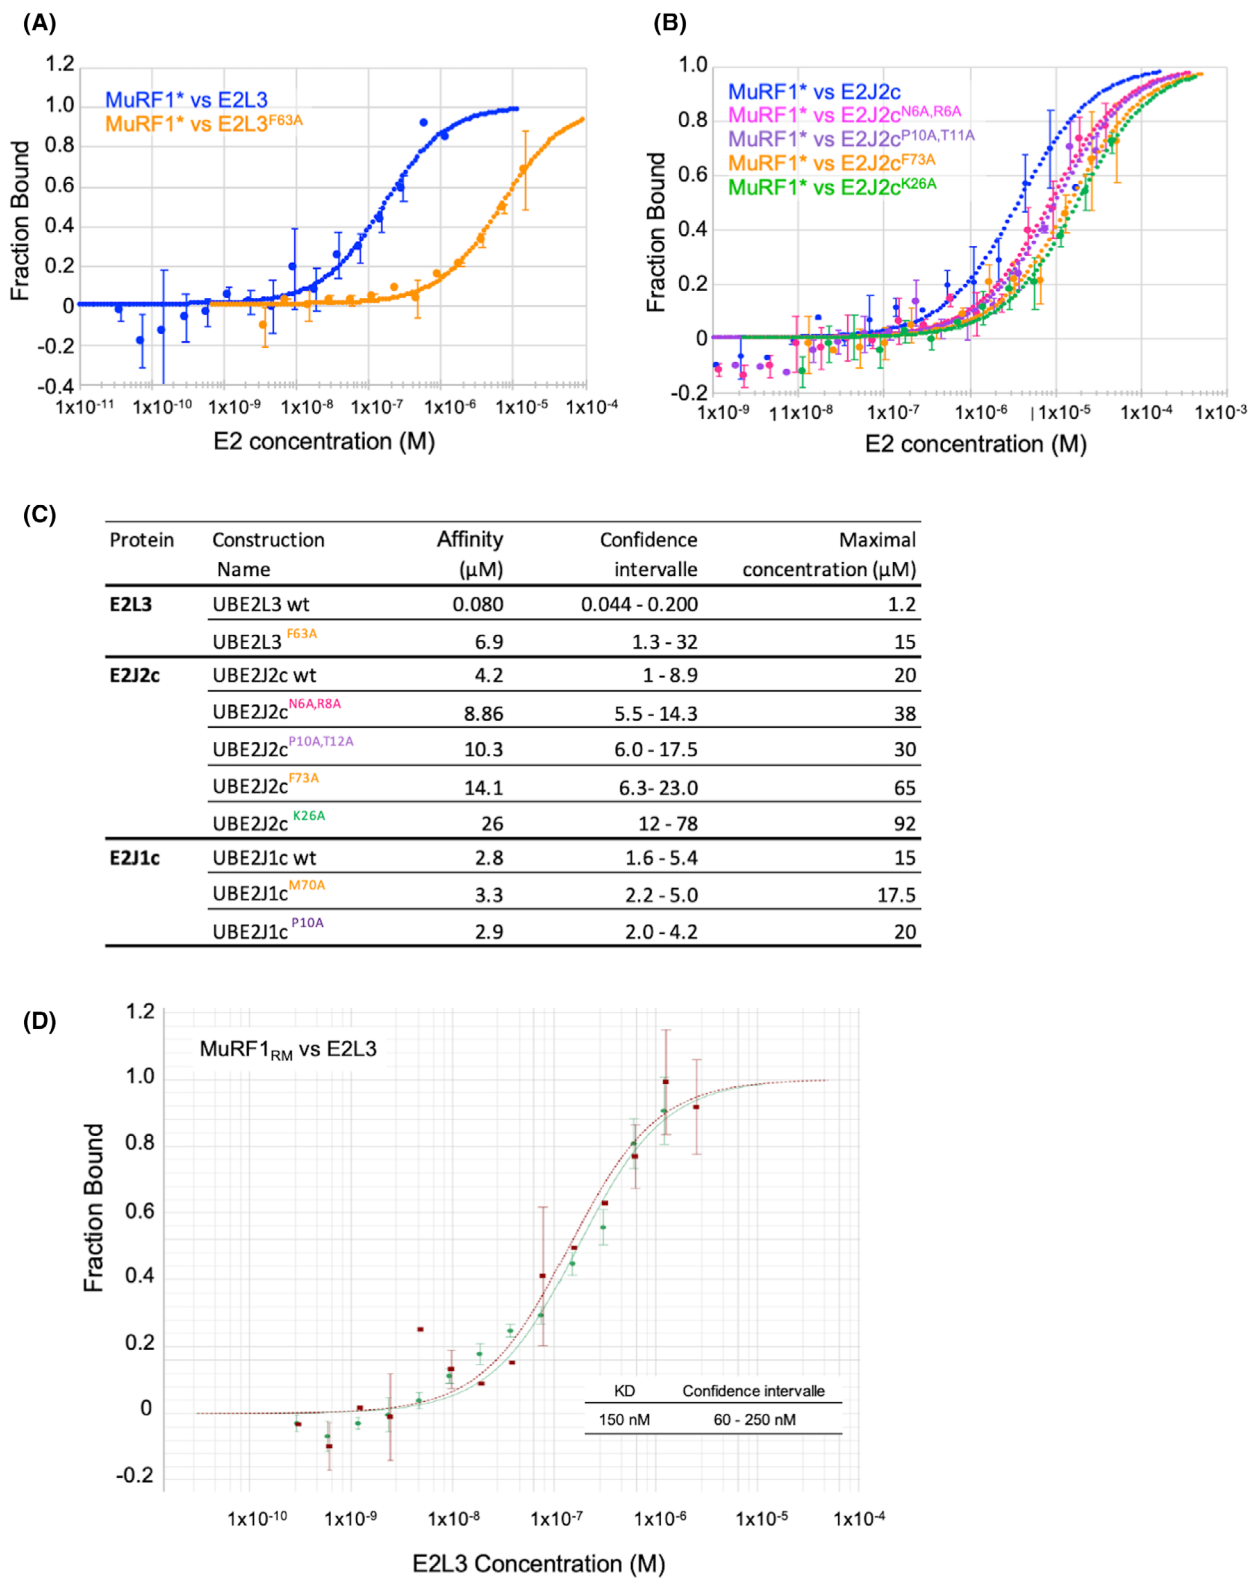 (A)
1.2
1.0
0.8
0.6
0.4
0.2
0
-0.2
-0.4
Fraction Bound
MuRF1* vs E2L3
MuRF1* vs E2L3F63A
1x10-11 1x10-10 1x10-9 1x10-8 1x10-7 1x10-6 1x10-5 1x10-4
E2 concentration (M)
(B)
1.0
0.8
0.6
0.4
0.2
0
-0.2
Fraction Bound
MuRF1* vs E2J2c
MuRF1* vs E2J2cN6A,R6A
MuRF1* vs E2J2cP10A,T11A
MuRF1* vs E2J2cF73A
MuRF1* vs E2J2cK26A
1x10-9 1x10-8 1x10-7 1x10-6 1x10-5 1x10-4 1x10-3
E2 concentration (M)
(C)
Protein Construction Affinity Confidence Maximal
Name (µM) intervalle concentration (µM)
E2L3 UBE2L3 wt 0.080 0.044 - 0.200 1.2
UBE2L3 F63A 6.9 1.3 - 32 15
E2J2c UBE2J2c wt 4.2 1 - 8.9 20
UBE2J2cN6A,R8A 8.86 5.5 - 14.3 38
UBE2J2cP10A,T12A 10.3 6.0 - 17.5 30
UBE2J2cF73A 14.1 6.3- 23.0 65
UBE2J2c K26A 26 12 - 78 92
E2J1c UBE2J1c wt 2.8 1.6 - 5.4 15
UBE2J1cM70A 3.3 2.2 - 5.0 17.5
UBE2J1c P10A 2.9 2.0 - 4.2 20
(D)
1.2
1.0
0.8
0.6
0.4
0.2
0
-0.2
Fraction Bound
MuRF1RM vs E2L3
KD Confidence intervalle
150 nM 60 - 250 nM
1x10-10 1x10-9 1x10-8 1x10-7 1x10-6 1x10-5 1x10-4
E2L3 Concentration (M)